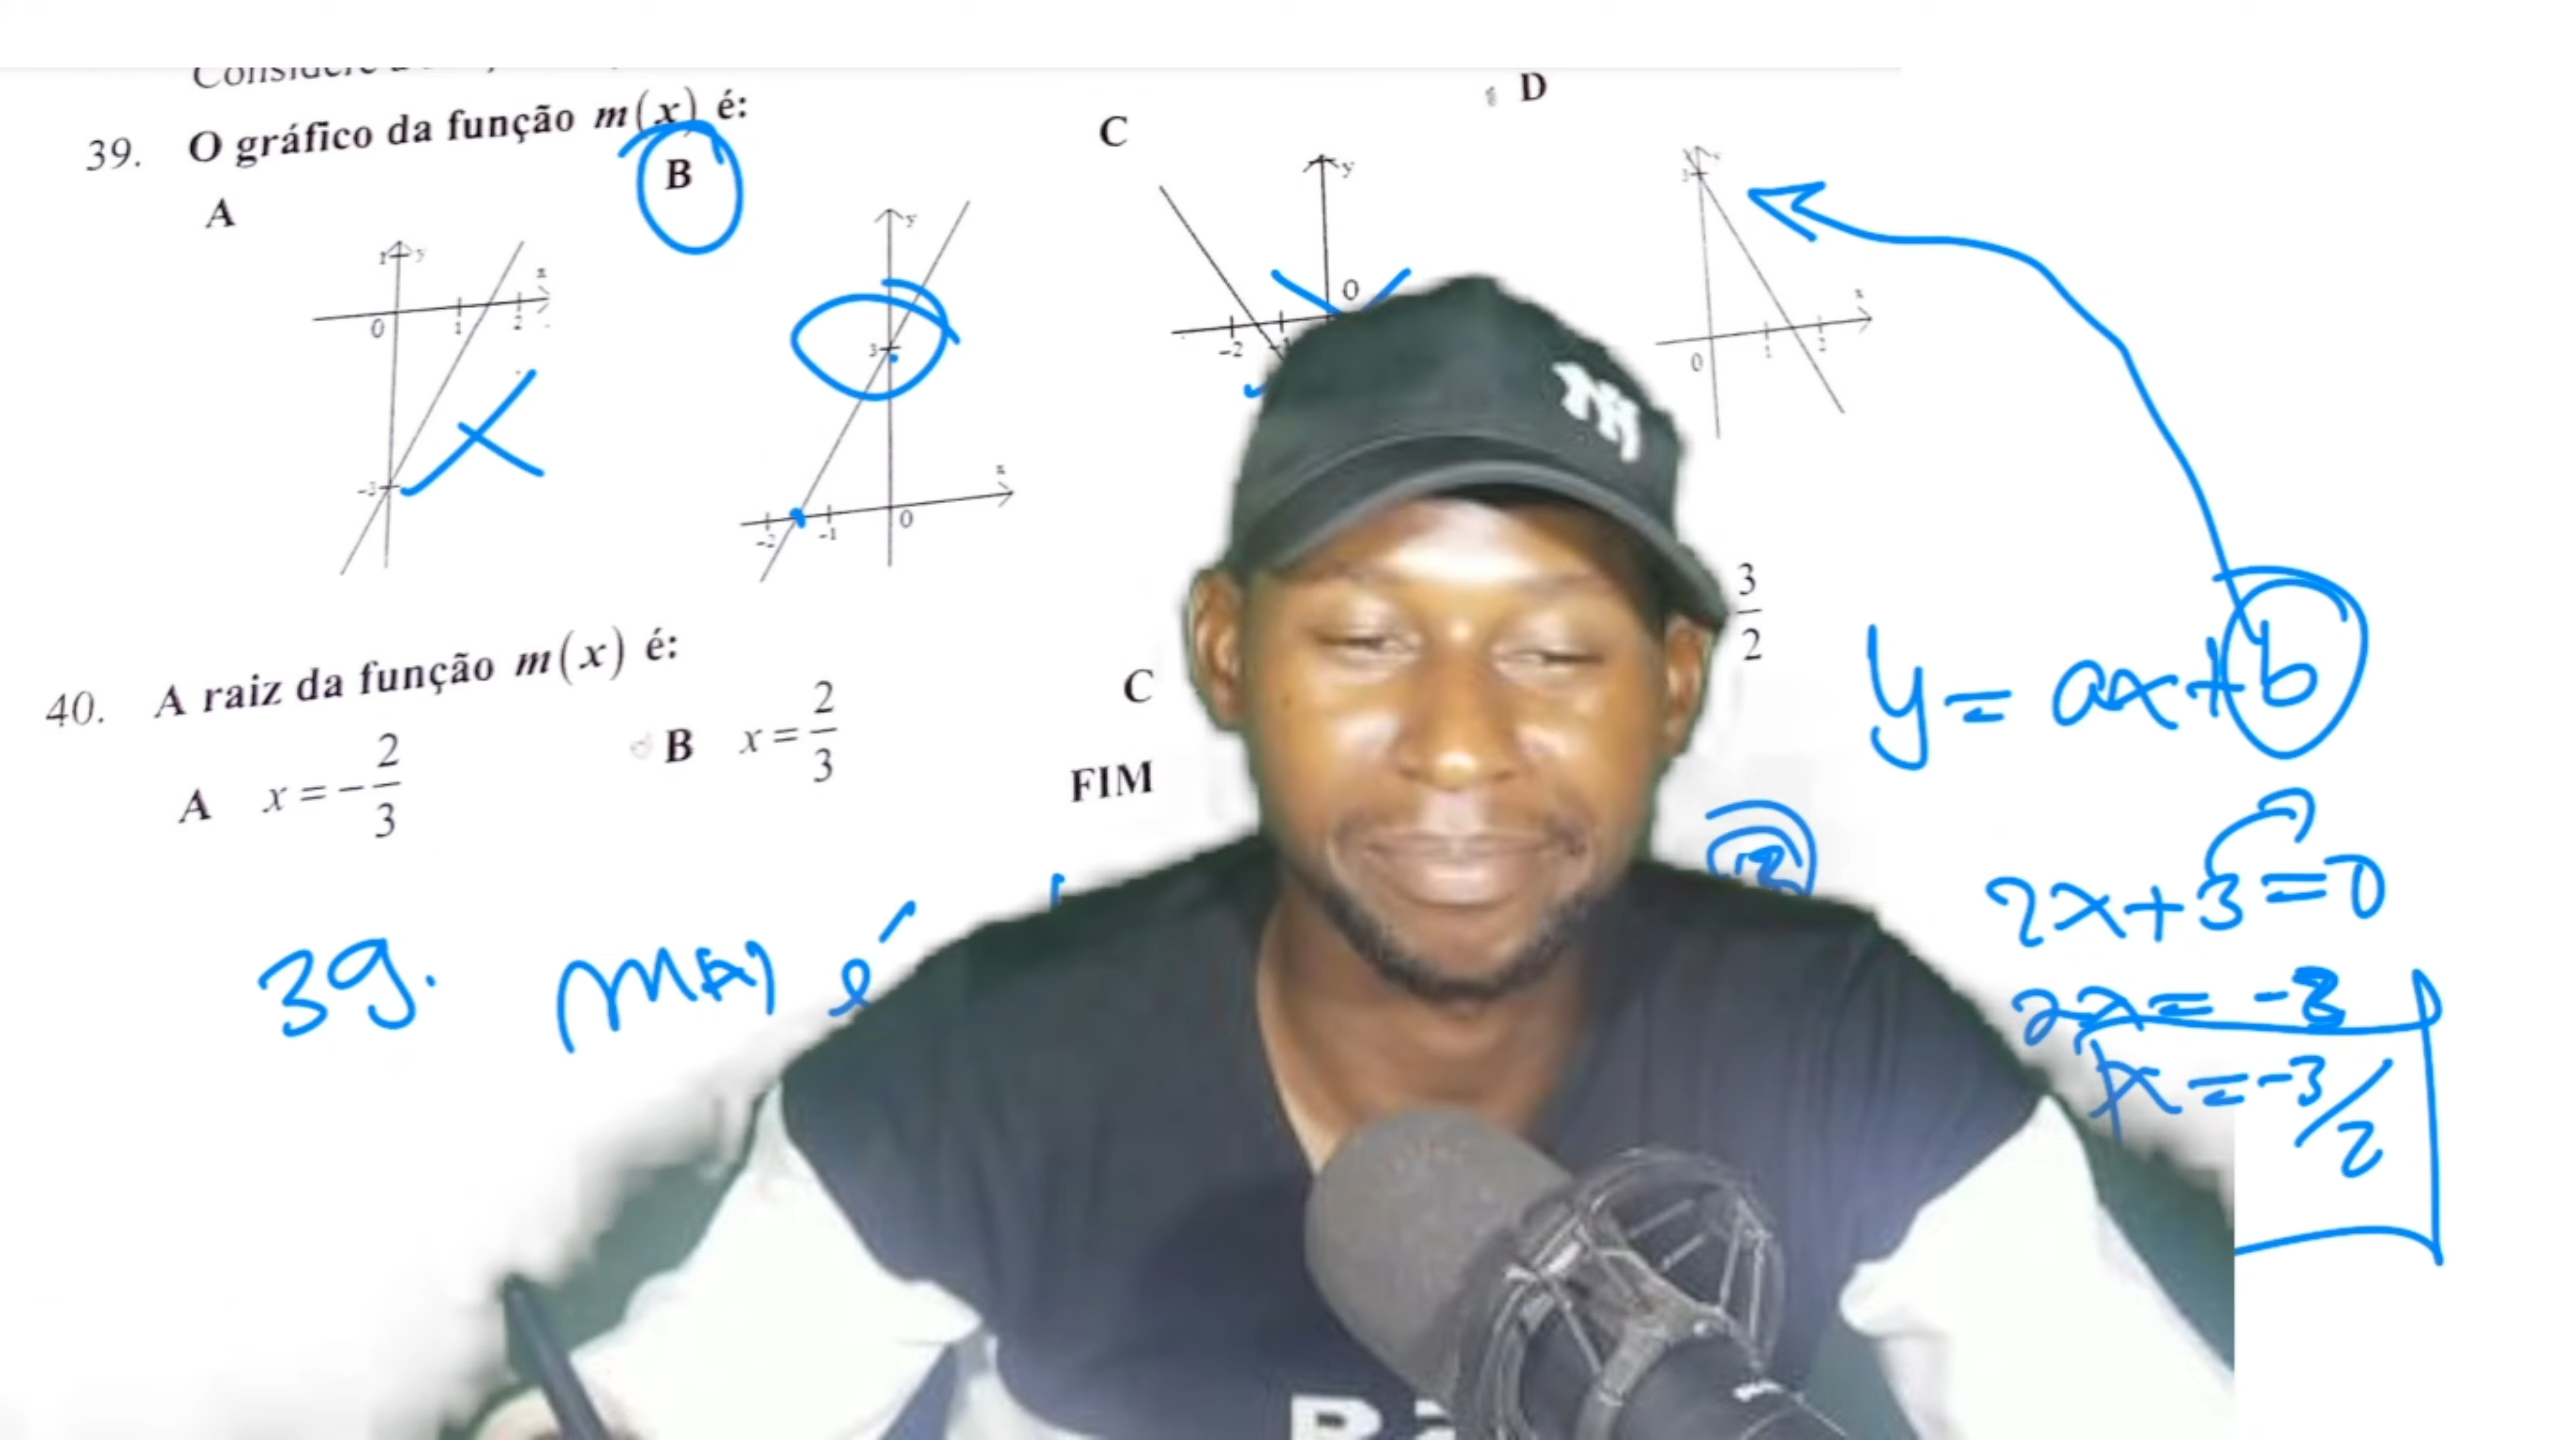 39. O gráfico da função m(x) é:
A
B
C
D
y
x
0
1
2
-3
y
x
3
-2
-1
0
y
0
-2
-1
x
0
1
2
40. A raiz da função m(x) é:
A x = -2/3
B x = 2/3
C
3/2
FIM
y = ax + b
2x + 3 = 0
2x = -3
x = -3/2
39. m(x) é